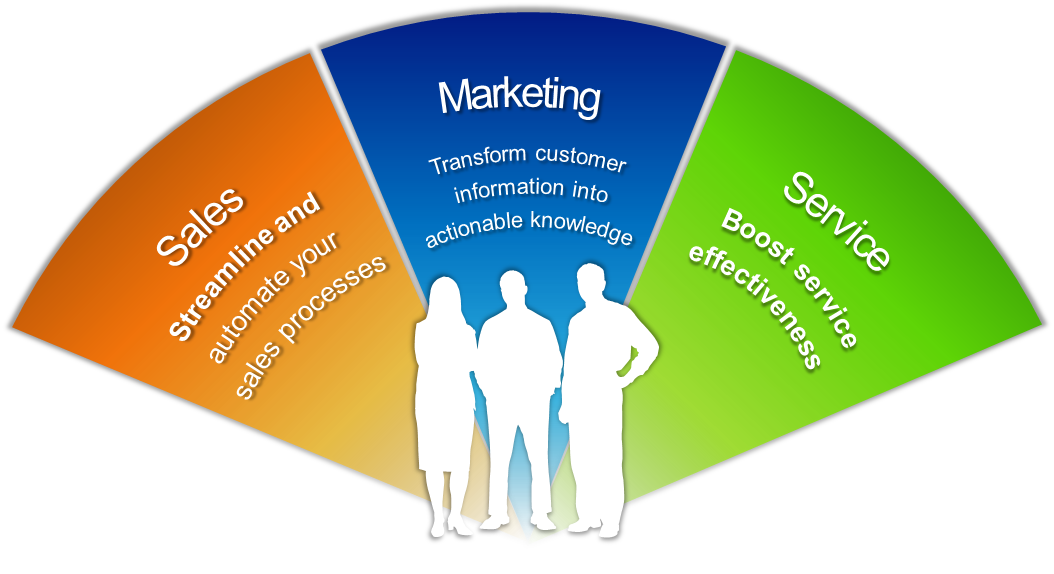 Sales
Streamline and
automate your
sales processes
Marketing
Transform customer
information into
actionable knowledge
Service
Boost service
effectiveness